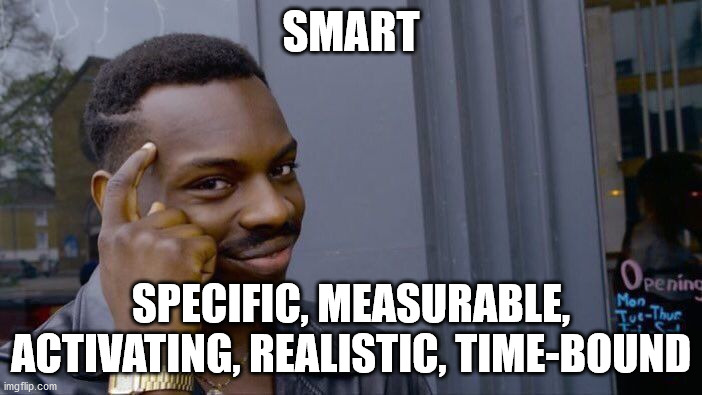 SMART
Opening
Mon
Tue-Thur
SPECIFIC, MEASURABLE,
ACTIVATING, REALISTIC, TIME-BOUND
imgflip.com